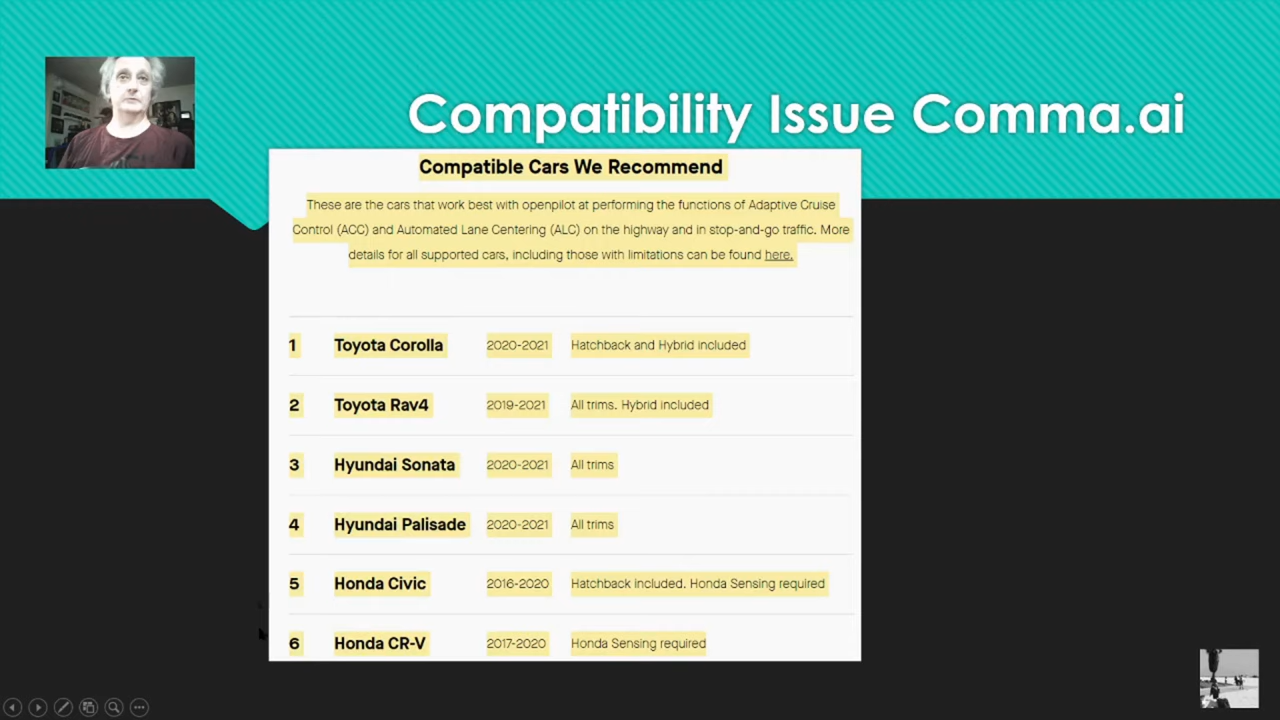 Compatibility Issue Comma.ai
Compatible Cars We Recommend
These are the cars that work best with openpilot at performing the functions of Adaptive Cruise
Control (ACC) and Automated Lane Centering (ALC) on the highway and in stop-and-go traffic. More
details for all supported cars, including those with limitations can be found here.
1 Toyota Corolla 2020-2021 Hatchback and Hybrid included
2 Toyota Rav4 2019-2021 All trims. Hybrid included
3 Hyundai Sonata 2020-2021 All trims
4 Hyundai Palisade 2020-2021 All trims
5 Honda Civic 2016-2020 Hatchback included. Honda Sensing required
6 Honda CR-V 2017-2020 Honda Sensing required